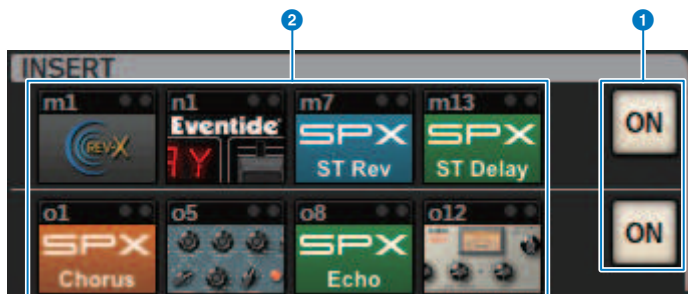 2
1
INSERT
m1
n1
m7
m13
REV-X
Eventide
SPX
SPX
ON
ST Rev
ST Delay
o1
o5
o8
o12
SPX
SPX
ON
Chorus
Echo